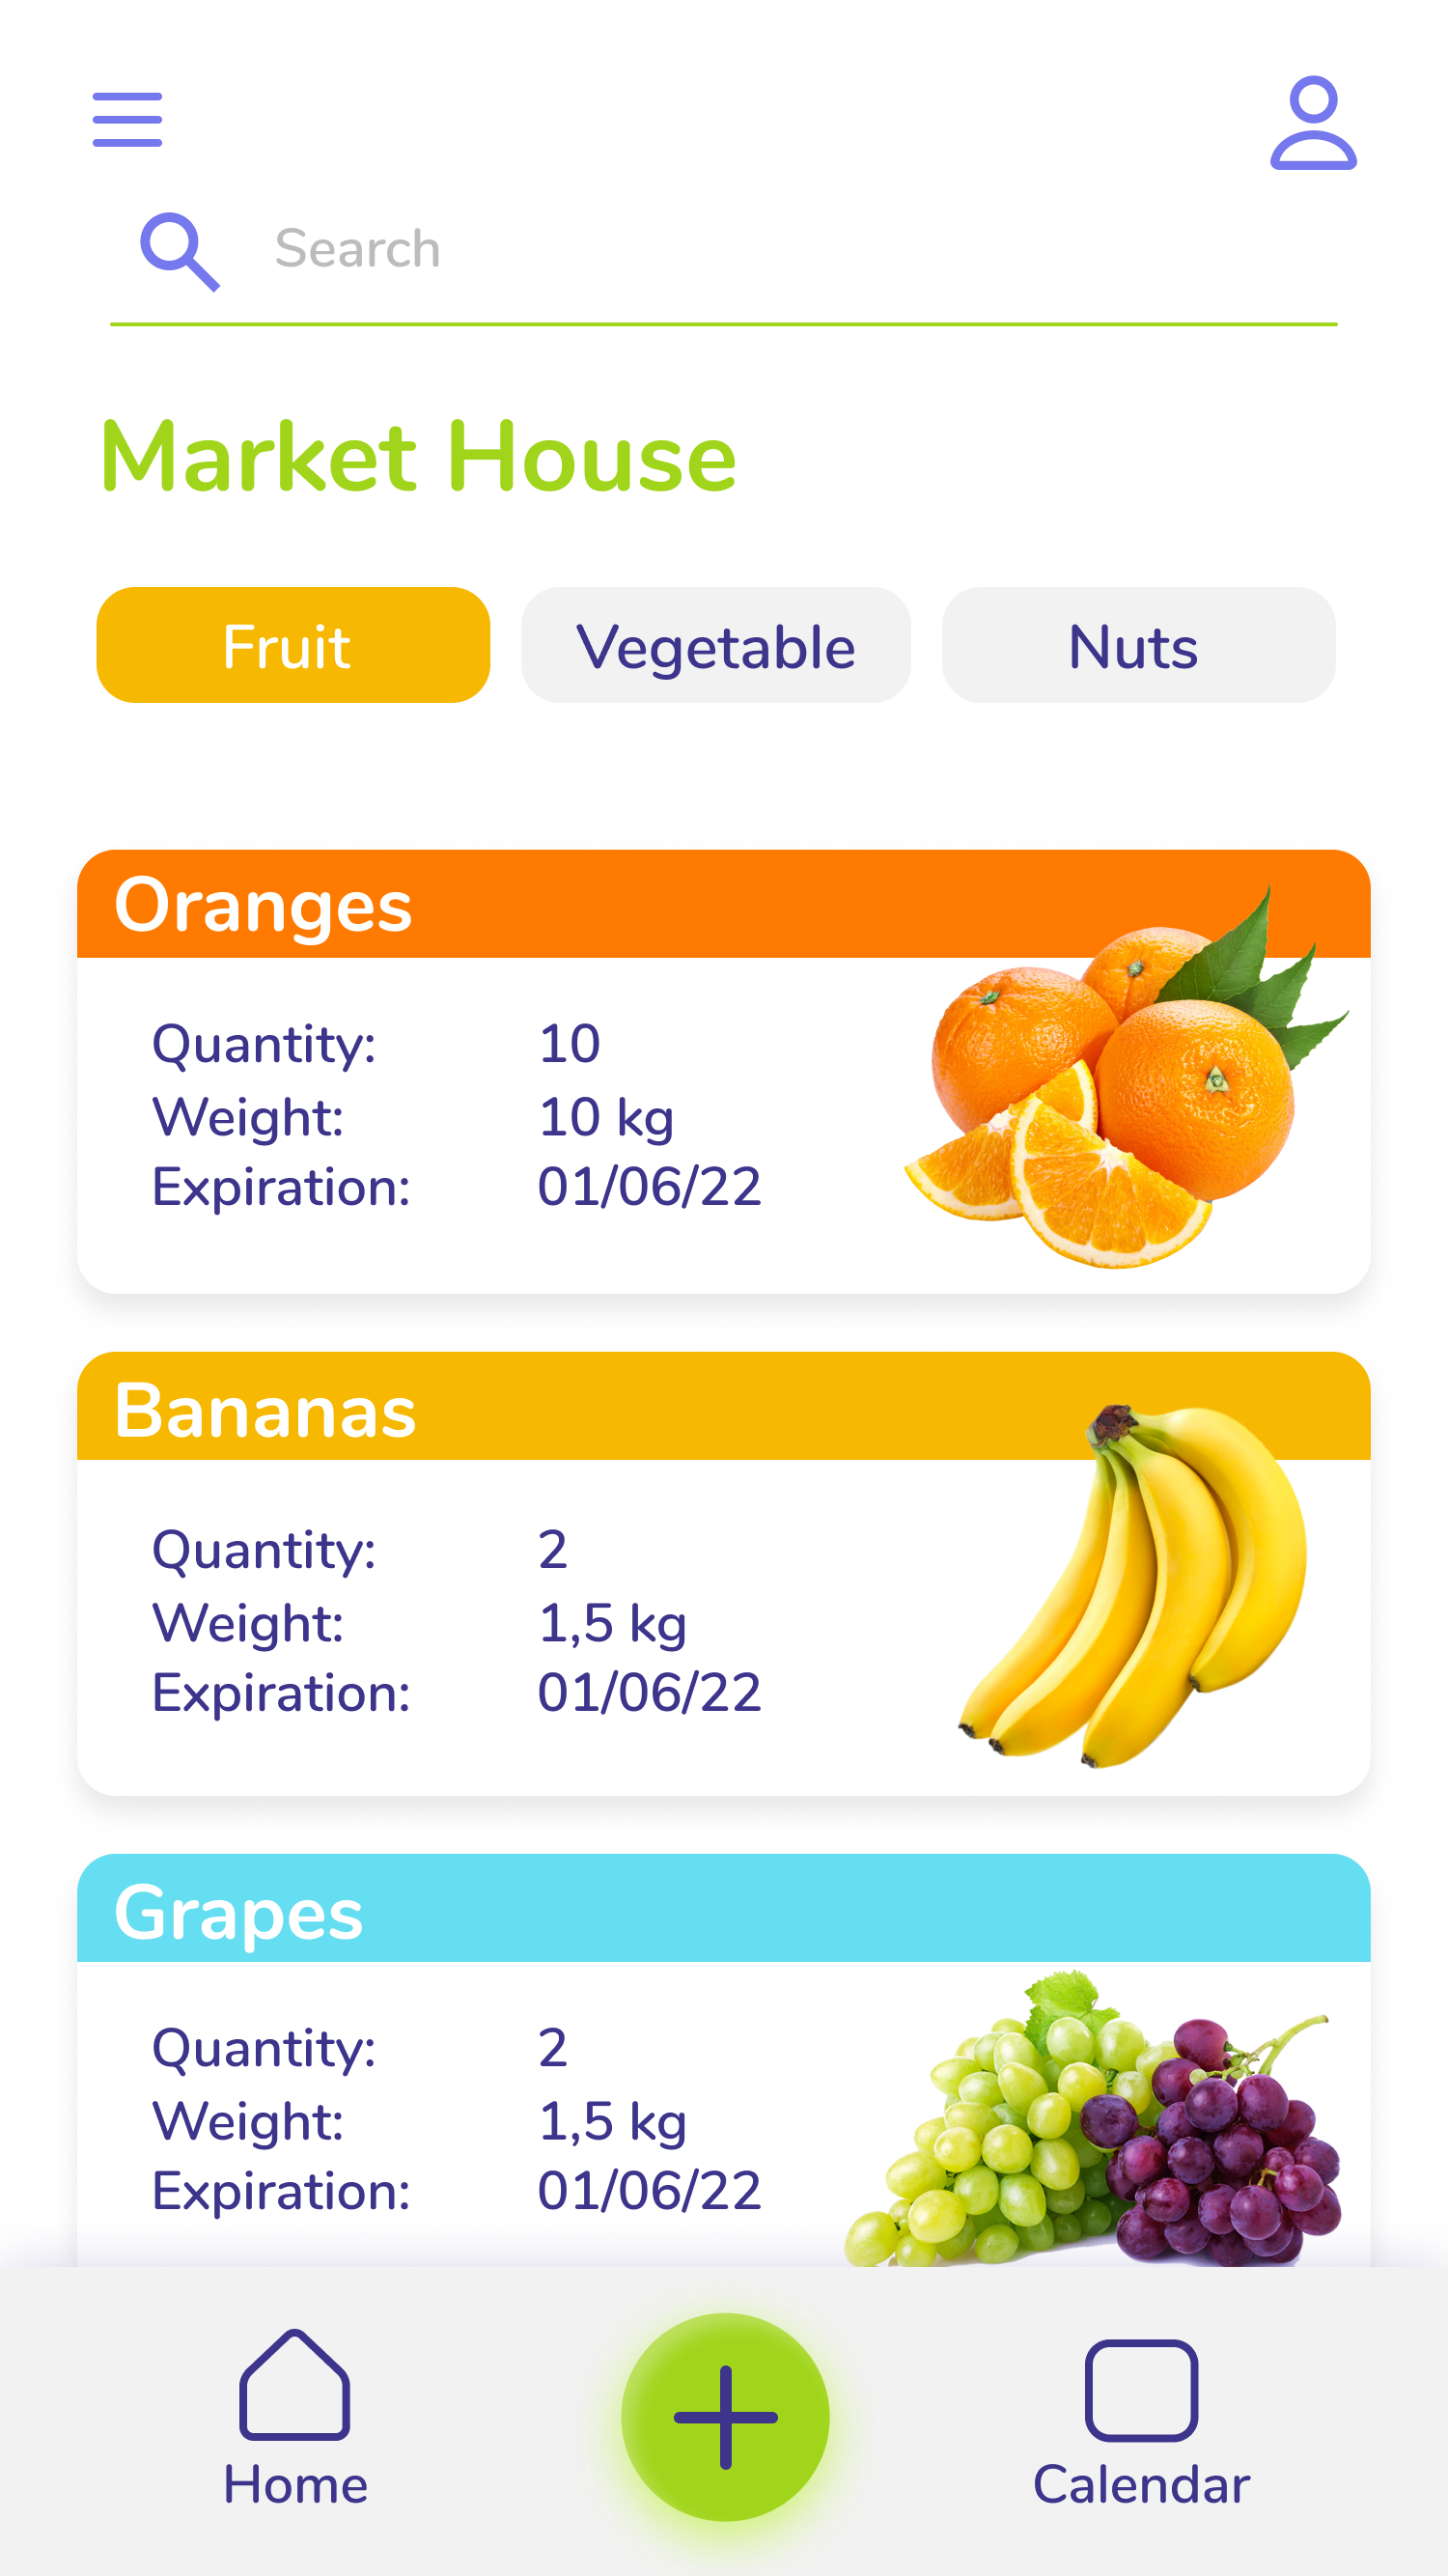 Search
Market House
Fruit Vegetable Nuts
Oranges
Quantity: 10
Weight: 10 kg
Expiration: 01/06/22
Bananas
Quantity: 2
Weight: 1,5 kg
Expiration: 01/06/22
Grapes
Quantity: 2
Weight: 1,5 kg
Expiration: 01/06/22
Home Calendar